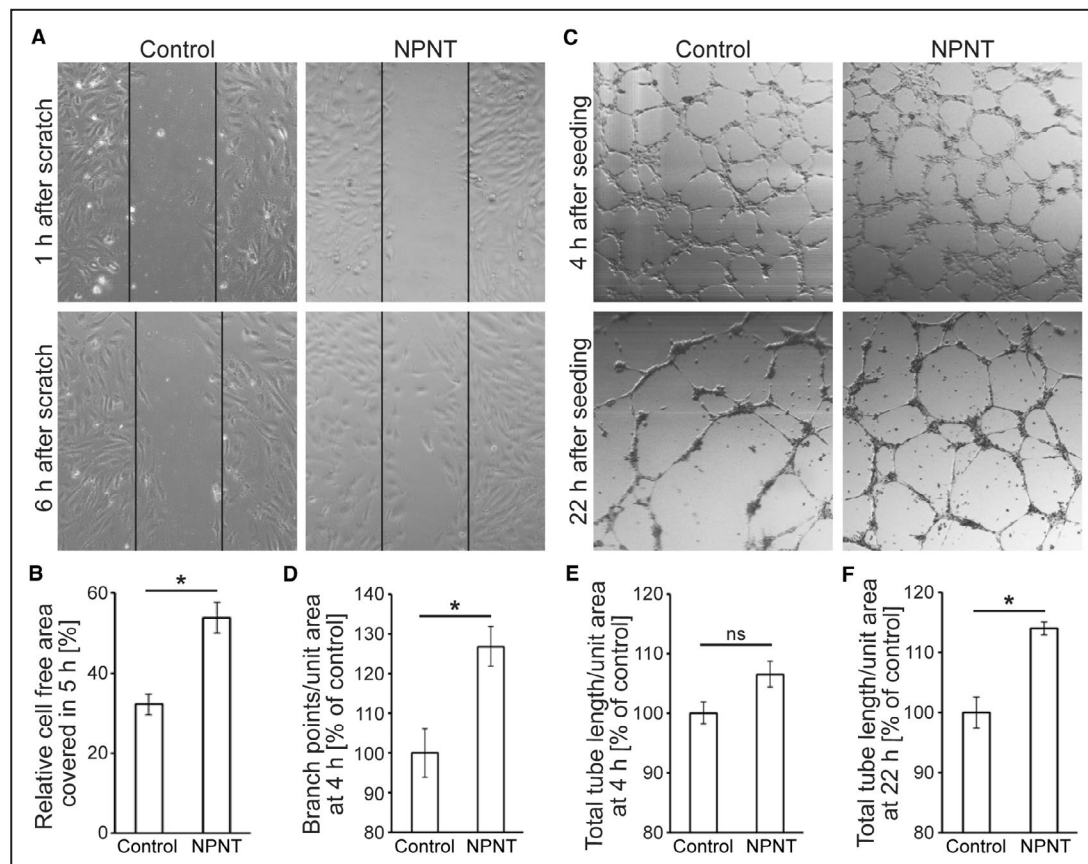 A
Control
NPNT
1 h after scratch
6 h after scratch
C
Control
NPNT
4 h after seeding
22 h after seeding
B
Relative cell free area
covered in 5 h [%]
60
40
20
0
*
Control
NPNT
D
Branch points/unit area
at 4 h [% of control]
140
130
120
110
100
90
80
*
Control
NPNT
E
Total tube length/unit area
at 4 h [% of control]
120
110
100
90
80
ns
Control
NPNT
F
Total tube length/unit area
at 22 h [% of control]
120
110
100
90
80
*
Control
NPNT